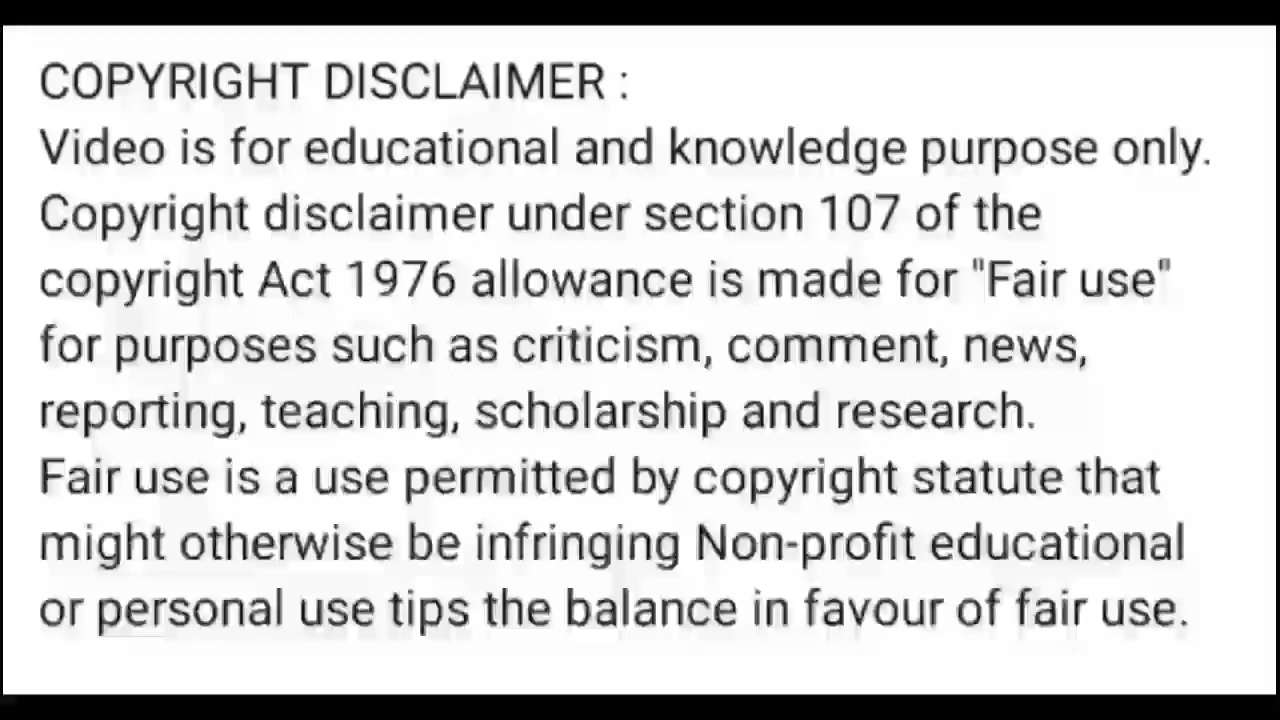 COPYRIGHT DISCLAIMER :
Video is for educational and knowledge purpose only.
Copyright disclaimer under section 107 of the
copyright Act 1976 allowance is made for "Fair use"
for purposes such as criticism, comment, news,
reporting, teaching, scholarship and research.
Fair use is a use permitted by copyright statute that
might otherwise be infringing Non-profit educational
or personal use tips the balance in favour of fair use.